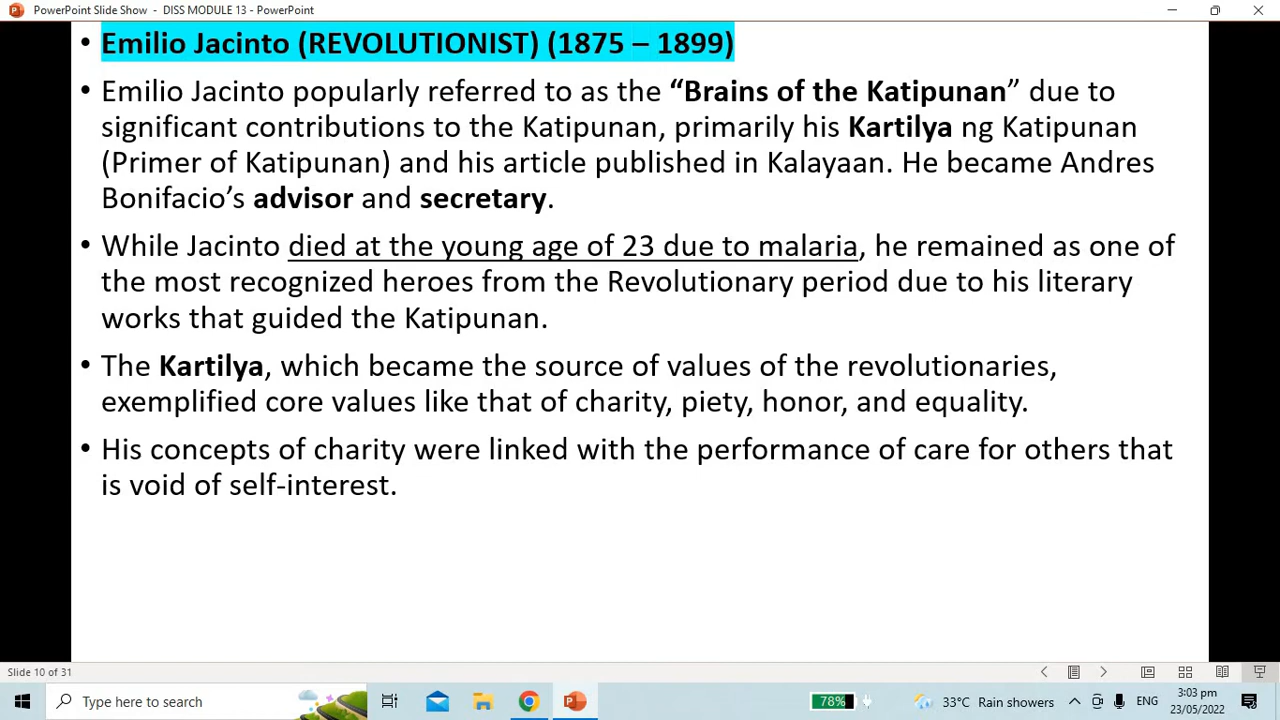 PowerPoint Slide Show - DISS MODULE 13 - PowerPoint
• Emilio Jacinto (REVOLUTIONIST) (1875 – 1899)
• Emilio Jacinto popularly referred to as the “Brains of the Katipunan” due to
significant contributions to the Katipunan, primarily his Kartilya ng Katipunan
(Primer of Katipunan) and his article published in Kalayaan. He became Andres
Bonifacio’s advisor and secretary.
• While Jacinto died at the young age of 23 due to malaria, he remained as one of
the most recognized heroes from the Revolutionary period due to his literary
works that guided the Katipunan.
• The Kartilya, which became the source of values of the revolutionaries,
exemplified core values like that of charity, piety, honor, and equality.
• His concepts of charity were linked with the performance of care for others that
is void of self-interest.
Slide 10 of 31
Type here to search
78%
33°C Rain showers
ENG
3:03 pm
23/05/2022